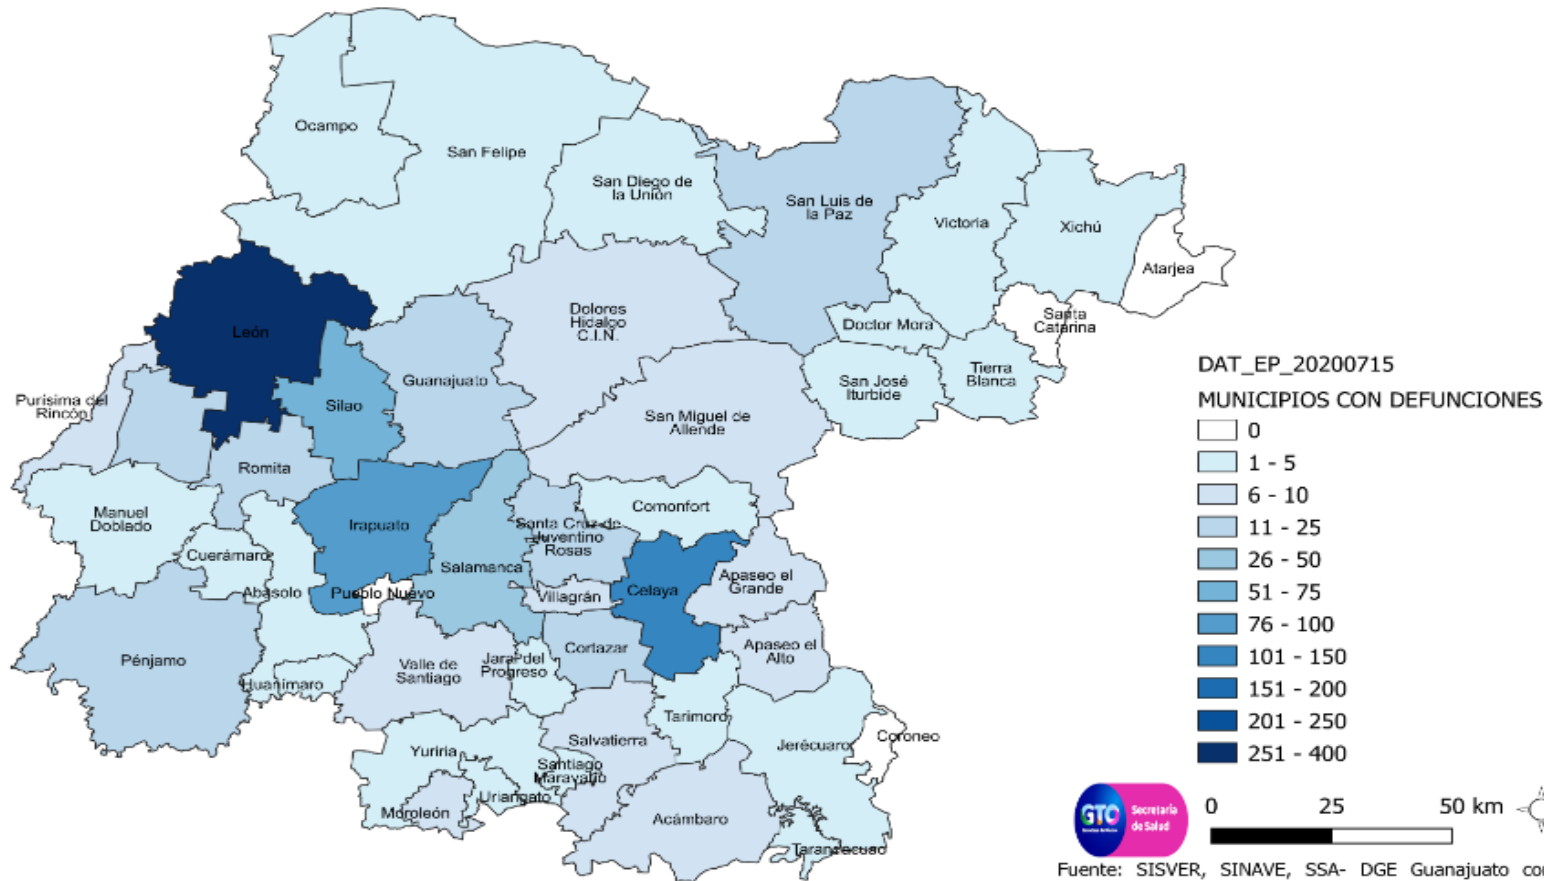 Ocampo
San Felipe
San Diego de
la Unión
San Luis de
la Paz
Victoria
Xichú
Atarjea
Santa
Catarina
Doctor Mora
Tierra
Blanca
San José
Iturbide
Dolores
Hidalgo
C.I.N.
León
Guanajuato
Silao
Purísima del
Rincón
San Miguel de
Allende
Romita
Manuel
Doblado
Irapuato
Comonfort
Santa Cruz de
Juventino
Rosas
Cuerámaro
Salamanca
Abasolo
Pueblo Nuevo
Villagrán
Celaya
Apaseo el
Grande
Pénjamo
Valle de
Santiago
Jaral del
Progreso
Cortazar
Apaseo el
Alto
Huanímaro
Tarimoro
Salvatierra
Jerécuaro
Coroneo
Yuriria
Santiago
Maravatío
Uriangato
Moroleón
Acámbaro
Tarandacuao
DAT_EP_20200715
MUNICIPIOS CON DEFUNCIONES
0
1 - 5
6 - 10
11 - 25
26 - 50
51 - 75
76 - 100
101 - 150
151 - 200
201 - 250
251 - 400
GTO
Secretaría
de Salud
0 25 50 km
Fuente: SISVER, SINAVE, SSA- DGE Guanajuato con